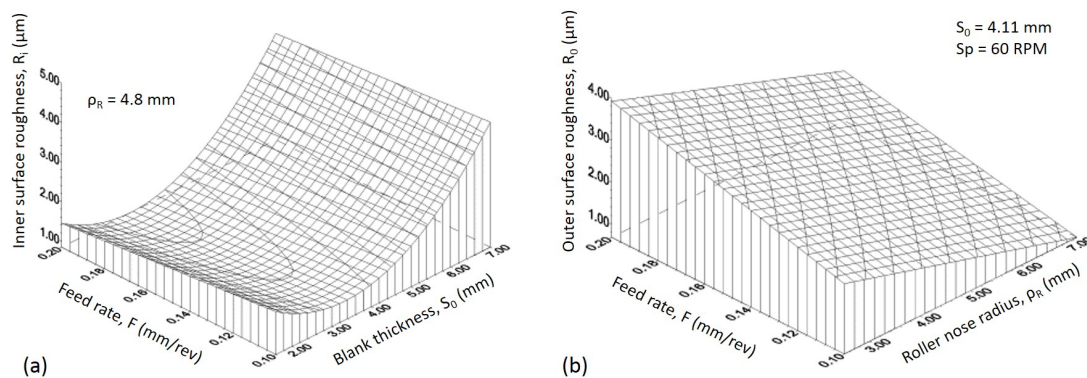 Inner surface roughness, Rᵢ (µm)
5.00
4.00
3.00
2.00
1.00
ρR = 4.8 mm
0.20
0.18
0.16
0.14
0.12
0.10
Feed rate, F (mm/rev)
2.00
3.00
4.00
5.00
6.00
7.00
Blank thickness, S₀ (mm)
(a)
Outer surface roughness, R₀ (µm)
4.00
3.00
2.00
1.00
S₀ = 4.11 mm
Sp = 60 RPM
0.20
0.18
0.16
0.14
0.12
0.10
Feed rate, F (mm/rev)
3.00
4.00
5.00
6.00
7.00
Roller nose radius, ρR (mm)
(b)